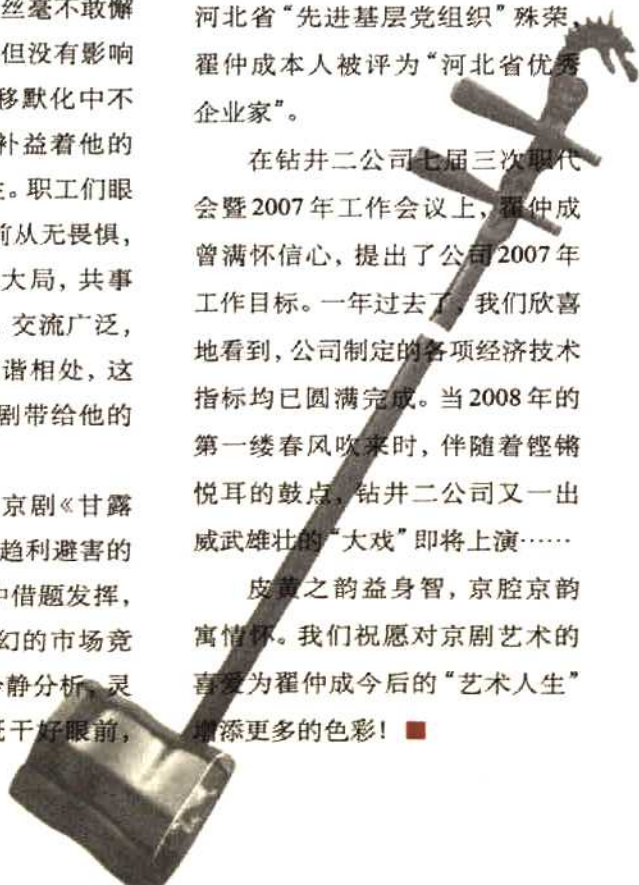 丝毫不敢懈
但没有影响
移默化中不
补益着他的
。职工们眼
前从无畏惧，
大局，共事
交流广泛，
谐相处，这
剧带给他的
京剧《甘露
趋利避害的
中借题发挥，
幻的市场竞
冷静分析，灵
干好眼前，
河北省“先进基层党组织”殊荣，
翟仲成本人被评为“河北省优秀
企业家”。
在钻井二公司七届三次职代
会暨2007年工作会议上，翟仲成
曾满怀信心，提出了公司2007年
工作目标。一年过去了，我们欣喜
地看到，公司制定的各项经济技术
指标均已圆满完成。当2008年的
第一缕春风吹来时，伴随着铿锵
悦耳的鼓点，钻井二公司又一出
威武雄壮的“大戏”即将上演……
皮黄之韵益身智，京腔京韵
寓情怀。我们祝愿对京剧艺术的
喜爱为翟仲成今后的“艺术人生”
增添更多的色彩！